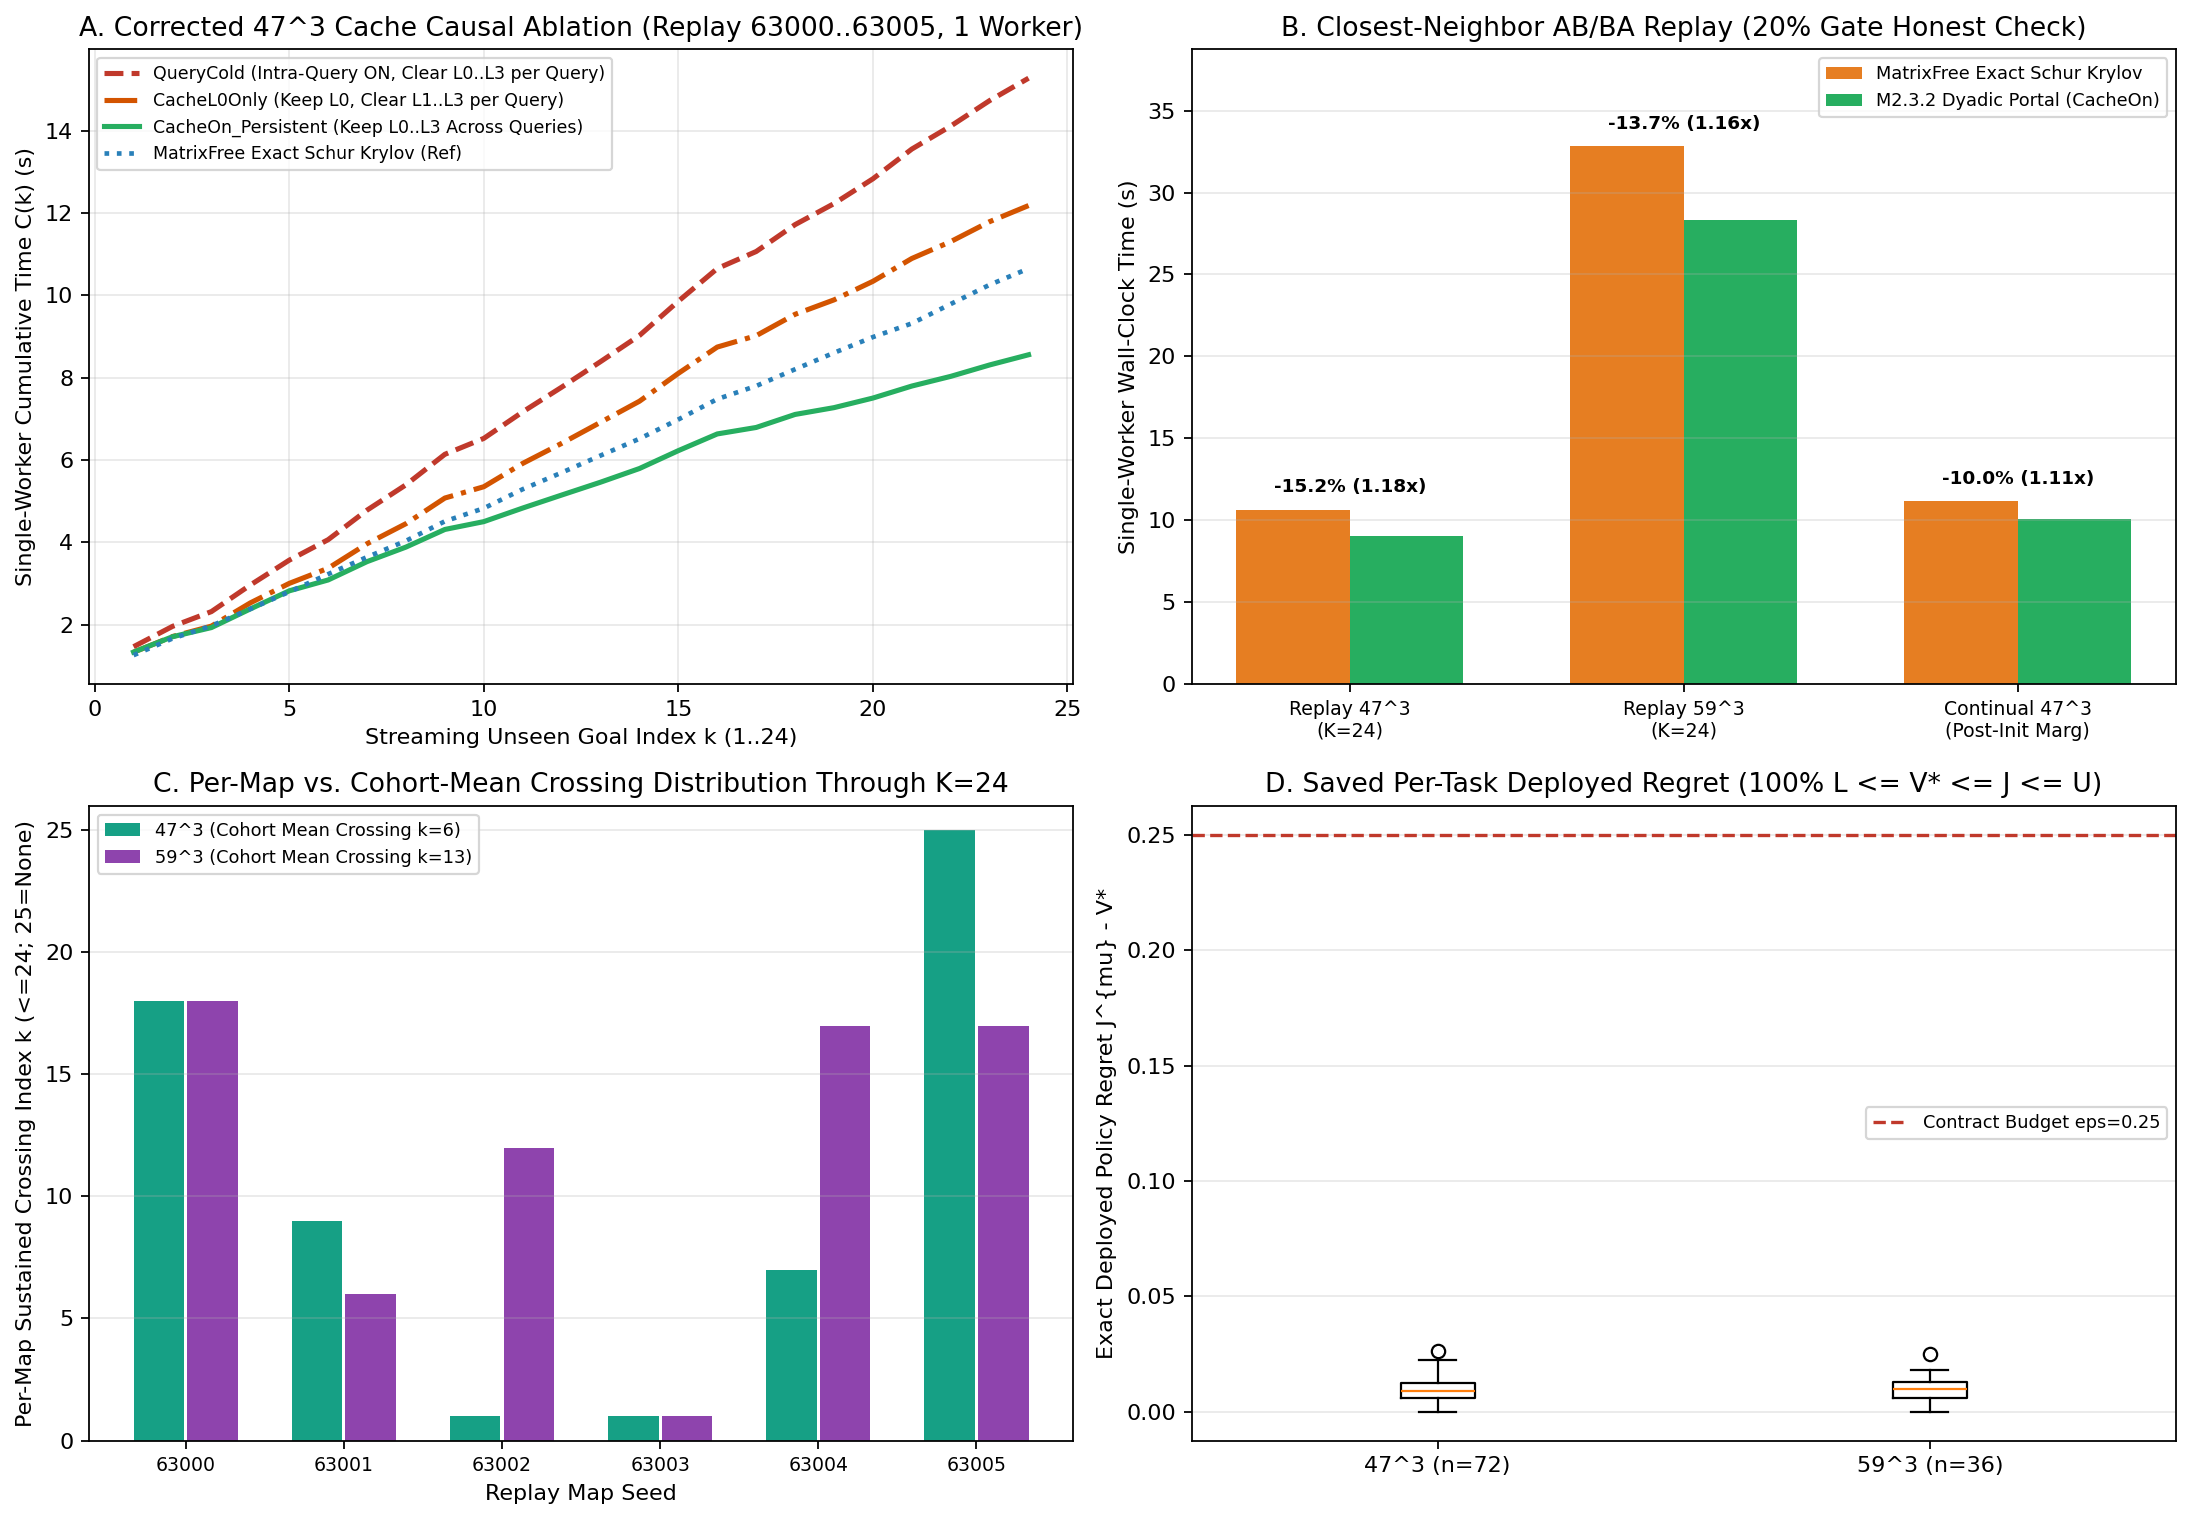 A. Corrected 47^3 Cache Causal Ablation (Replay 63000..63005, 1 Worker)
QueryCold (Intra-Query ON, Clear L0..L3 per Query)
CacheL0Only (Keep L0, Clear L1..L3 per Query)
CacheOn_Persistent (Keep L0..L3 Across Queries)
MatrixFree Exact Schur Krylov (Ref)
Single-Worker Cumulative Time C(k) (s)
14
12
10
8
6
4
2
0
5
10
15
20
25
Streaming Unseen Goal Index k (1..24)
B. Closest-Neighbor AB/BA Replay (20% Gate Honest Check)
MatrixFree Exact Schur Krylov
M2.3.2 Dyadic Portal (CacheOn)
Single-Worker Wall-Clock Time (s)
35
30
25
20
15
10
5
0
-15.2% (1.18x)
-13.7% (1.16x)
-10.0% (1.11x)
Replay 47^3
(K=24)
Replay 59^3
(K=24)
Continual 47^3
(Post-Init Marg)
C. Per-Map vs. Cohort-Mean Crossing Distribution Through K=24
47^3 (Cohort Mean Crossing k=6)
59^3 (Cohort Mean Crossing k=13)
Per-Map Sustained Crossing Index k (<=24; 25=None)
25
20
15
10
5
0
63000
63001
63002
63003
63004
63005
Replay Map Seed
D. Saved Per-Task Deployed Regret (100% L <= V* <= J <= U)
Exact Deployed Policy Regret J^{mu} - V*
0.25
0.20
0.15
0.10
0.05
0.00
Contract Budget eps=0.25
47^3 (n=72)
59^3 (n=36)